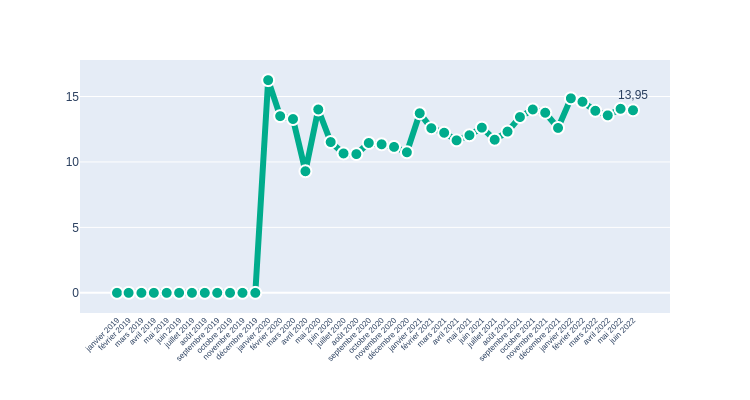 13,95
15
10
5
0
janvier 2019
février 2019
mars 2019
avril 2019
mai 2019
juin 2019
juillet 2019
août 2019
septembre 2019
octobre 2019
novembre 2019
décembre 2019
janvier 2020
février 2020
mars 2020
avril 2020
mai 2020
juin 2020
juillet 2020
août 2020
septembre 2020
octobre 2020
novembre 2020
décembre 2020
janvier 2021
février 2021
mars 2021
avril 2021
mai 2021
juin 2021
juillet 2021
août 2021
septembre 2021
octobre 2021
novembre 2021
décembre 2021
janvier 2022
février 2022
mars 2022
avril 2022
mai 2022
juin 2022